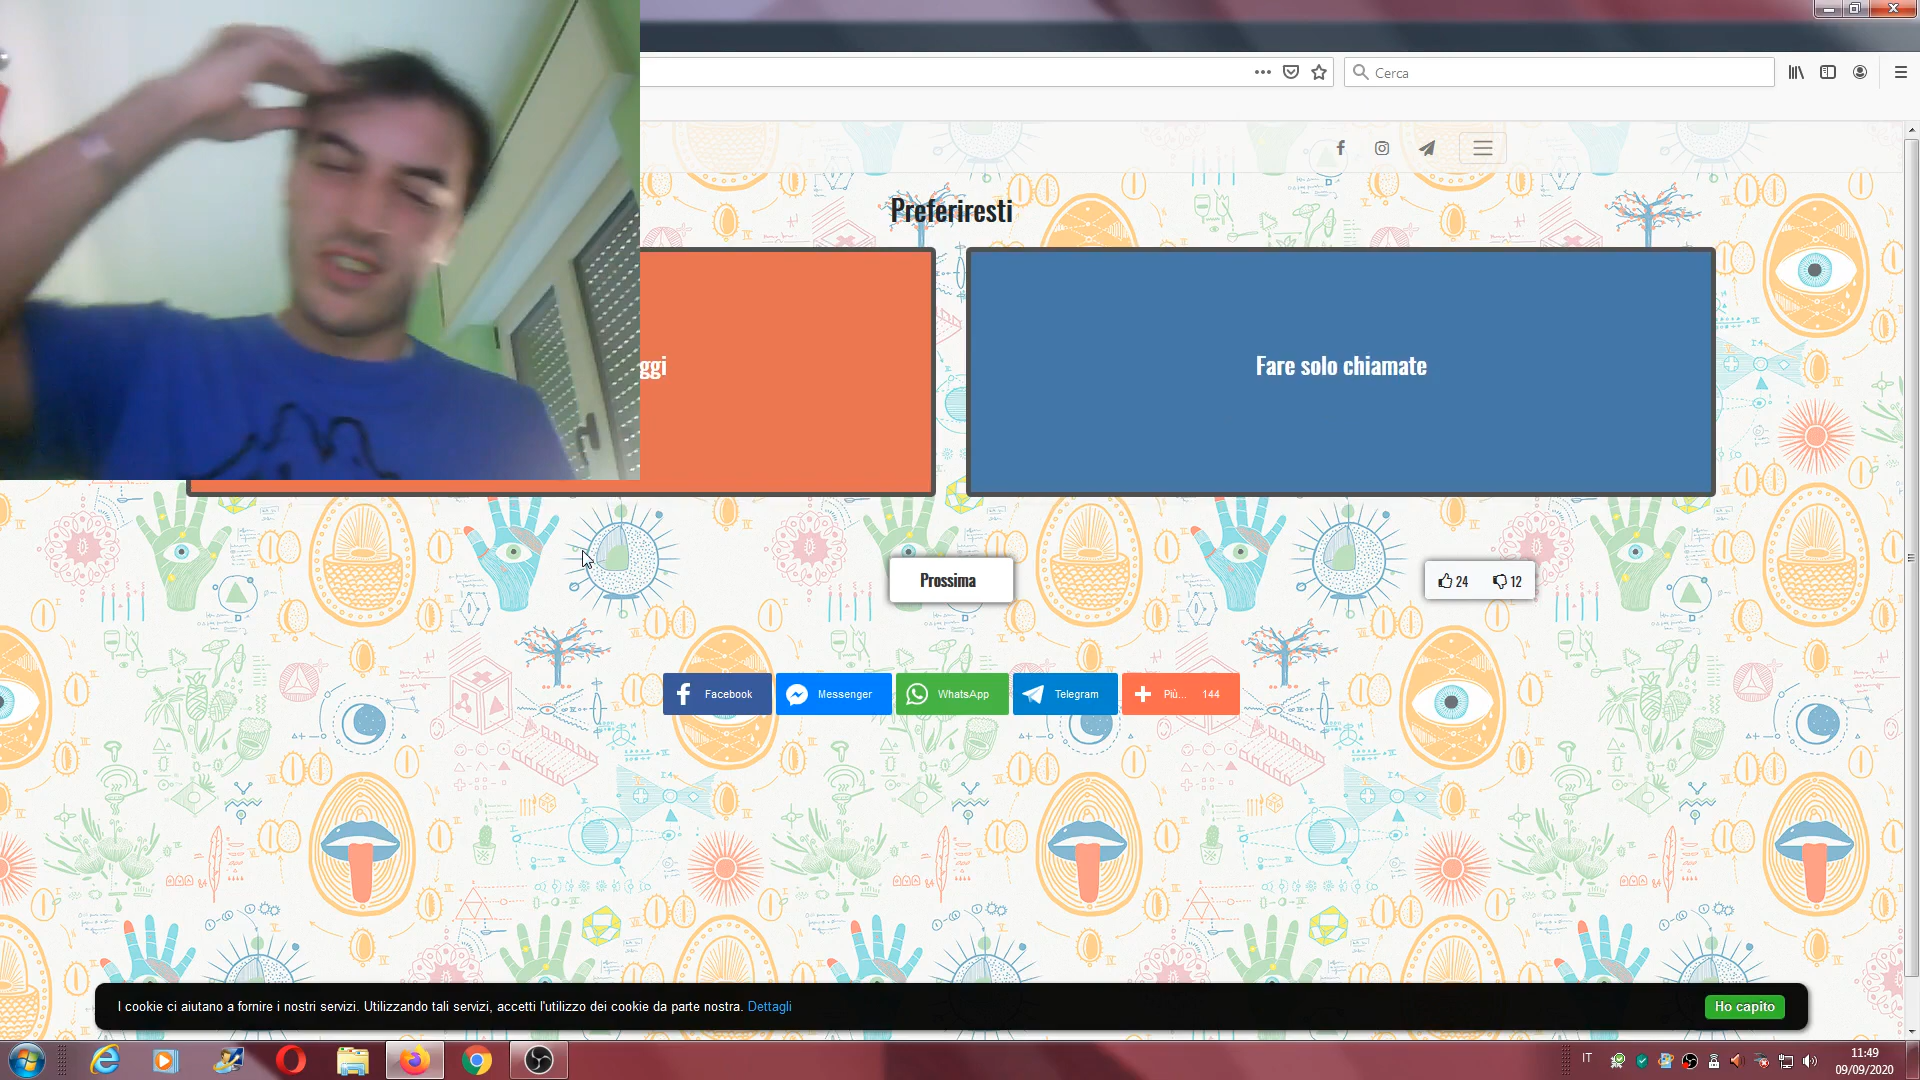 Cerca
Preferiresti
ggi
Fare solo chiamate
Prossima
24
12
Facebook
Messenger
WhatsApp
Telegram
Più...
144
I cookie ci aiutano a fornire i nostri servizi. Utilizzando tali servizi, accetti l'utilizzo dei cookie da parte nostra. Dettagli
Ho capito
IT
11:49
09/09/2020